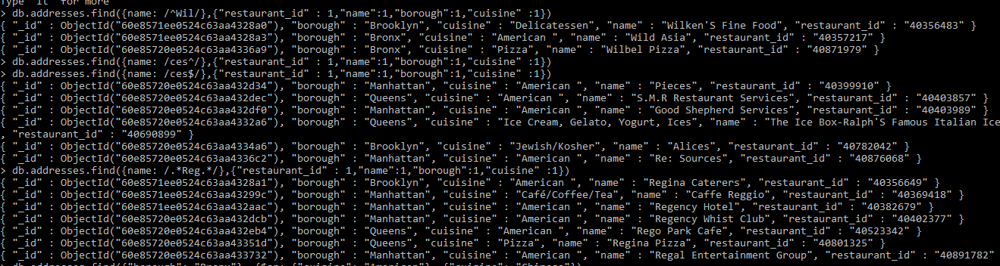 Type "it" for more
> db.addresses.find({name: /^Wil/},{"restaurant_id" : 1,"name":1,"borough":1,"cuisine" :1})
{ "_id" : ObjectId("60e8571ee0524c63aa4328a0"), "borough" : "Brooklyn", "cuisine" : "Delicatessen", "name" : "Wilken'S Fine Food", "restaurant_id" : "40356483" }
{ "_id" : ObjectId("60e8571ee0524c63aa4328a3"), "borough" : "Bronx", "cuisine" : "American ", "name" : "Wild Asia", "restaurant_id" : "40357217" }
{ "_id" : ObjectId("60e85720e0524c63aa4336a9"), "borough" : "Bronx", "cuisine" : "Pizza", "name" : "Wilbel Pizza", "restaurant_id" : "40871979" }
> db.addresses.find({name: /ces^/},{"restaurant_id" : 1,"name":1,"borough":1,"cuisine" :1})
> db.addresses.find({name: /ces$/},{"restaurant_id" : 1,"name":1,"borough":1,"cuisine" :1})
{ "_id" : ObjectId("60e85720e0524c63aa432d34"), "borough" : "Manhattan", "cuisine" : "American ", "name" : "Pieces", "restaurant_id" : "40399910" }
{ "_id" : ObjectId("60e85720e0524c63aa432dec"), "borough" : "Queens", "cuisine" : "American ", "name" : "S.M.R Restaurant Services", "restaurant_id" : "40403857" }
{ "_id" : ObjectId("60e85720e0524c63aa432df0"), "borough" : "Manhattan", "cuisine" : "American ", "name" : "Good Shepherd Services", "restaurant_id" : "40403989" }
{ "_id" : ObjectId("60e85720e0524c63aa4332a6"), "borough" : "Queens", "cuisine" : "Ice Cream, Gelato, Yogurt, Ices", "name" : "The Ice Box-Ralph'S Famous Italian Ice
, "restaurant_id" : "40690899" }
{ "_id" : ObjectId("60e85720e0524c63aa4334a6"), "borough" : "Brooklyn", "cuisine" : "Jewish/Kosher", "name" : "Alices", "restaurant_id" : "40782042" }
{ "_id" : ObjectId("60e85720e0524c63aa4336c2"), "borough" : "Manhattan", "cuisine" : "American ", "name" : "Re: Sources", "restaurant_id" : "40876068" }
> db.addresses.find({name: /.*Reg.*/},{"restaurant_id" : 1,"name":1,"borough":1,"cuisine" :1})
{ "_id" : ObjectId("60e8571ee0524c63aa4328a1"), "borough" : "Brooklyn", "cuisine" : "American ", "name" : "Regina Caterers", "restaurant_id" : "40356649" }
{ "_id" : ObjectId("60e8571ee0524c63aa43299c"), "borough" : "Manhattan", "cuisine" : "Café/Coffee/Tea", "name" : "Caffe Reggio", "restaurant_id" : "40369418" }
{ "_id" : ObjectId("60e85720e0524c63aa432aac"), "borough" : "Manhattan", "cuisine" : "American ", "name" : "Regency Hotel", "restaurant_id" : "40382679" }
{ "_id" : ObjectId("60e85720e0524c63aa432dcb"), "borough" : "Manhattan", "cuisine" : "American ", "name" : "Regency Whist Club", "restaurant_id" : "40402377" }
{ "_id" : ObjectId("60e85720e0524c63aa432eb4"), "borough" : "Queens", "cuisine" : "American ", "name" : "Rego Park Cafe", "restaurant_id" : "40523342" }
{ "_id" : ObjectId("60e85720e0524c63aa43351d"), "borough" : "Queens", "cuisine" : "Pizza", "name" : "Regina Pizza", "restaurant_id" : "40801325" }
{ "_id" : ObjectId("60e85720e0524c63aa433732"), "borough" : "Manhattan", "cuisine" : "American ", "name" : "Regal Entertainment Group", "restaurant_id" : "40891782"